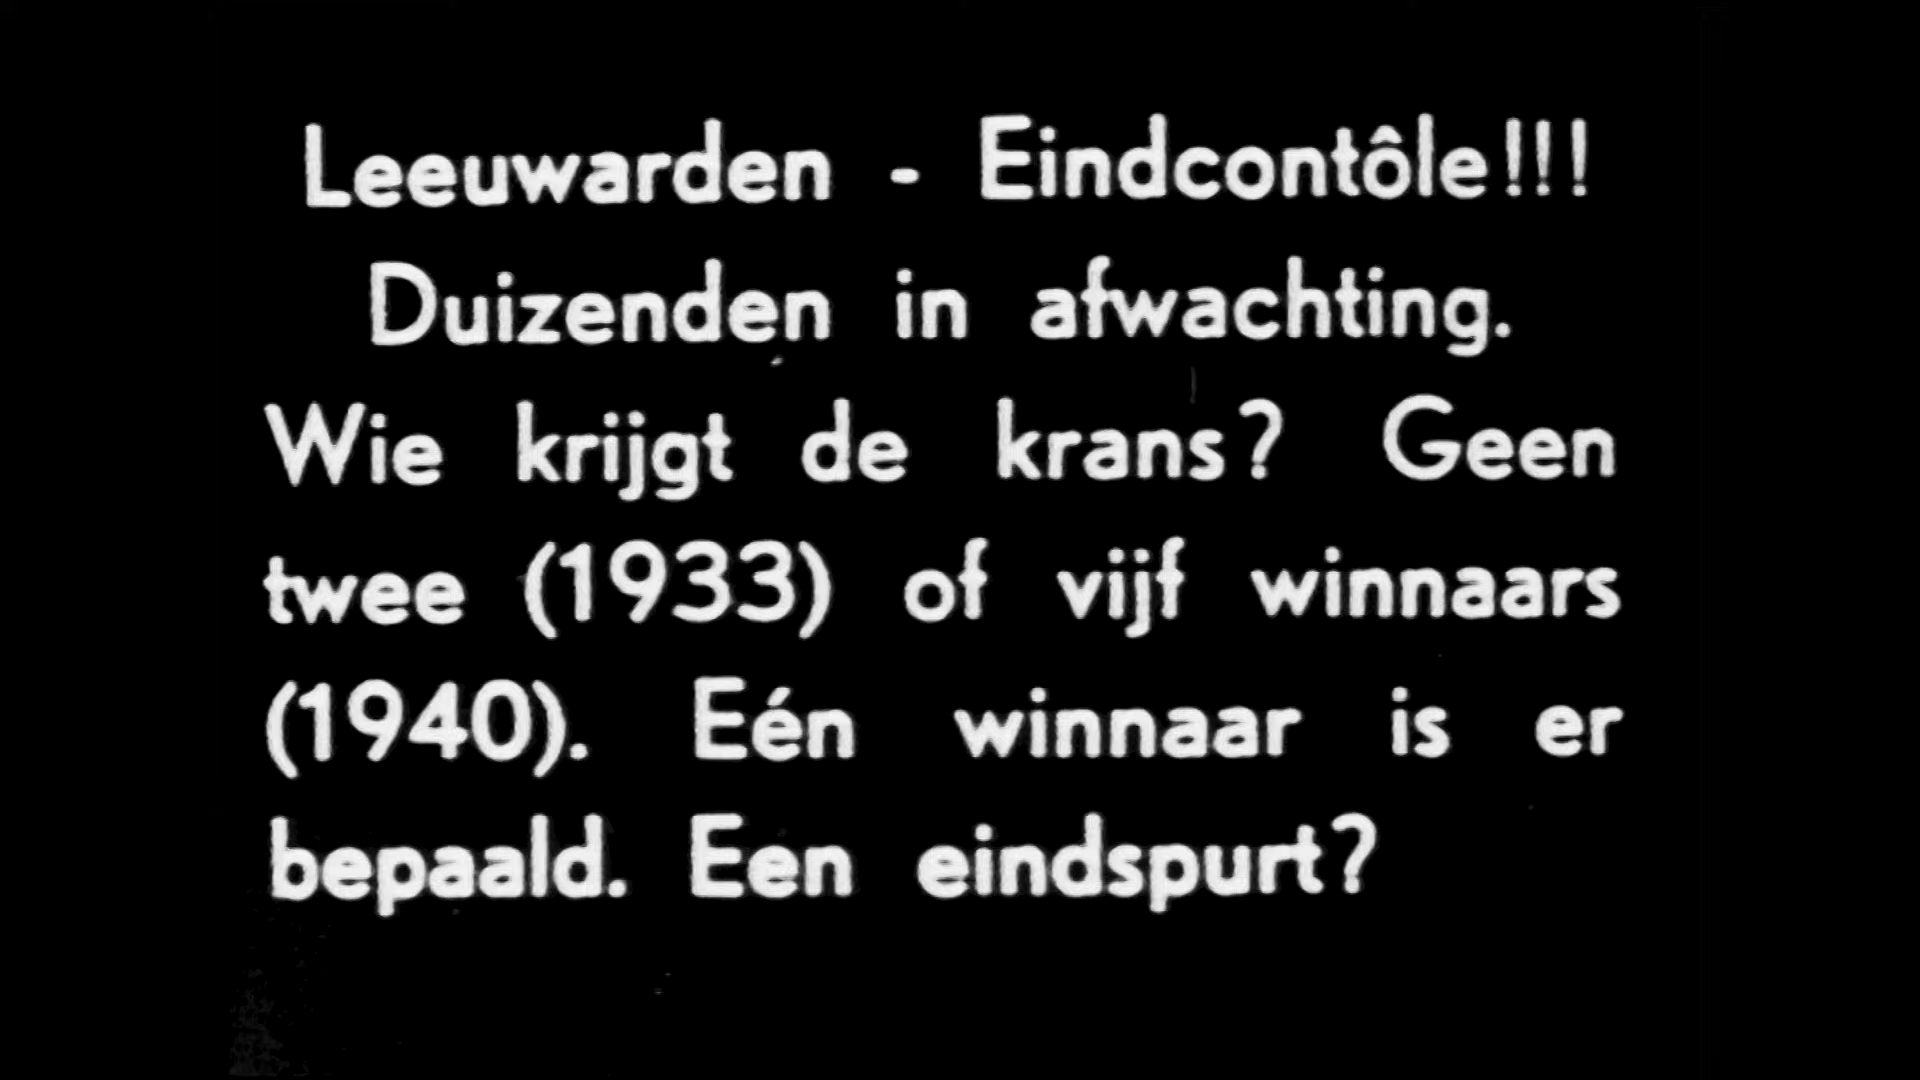 Leeuwarden - Eindcontôle!!!
Duizenden in afwachting.
Wie krijgt de krans? Geen
twee (1933) of vijf winnaars
(1940). Eén winnaar is er
bepaald. Een eindspurt?